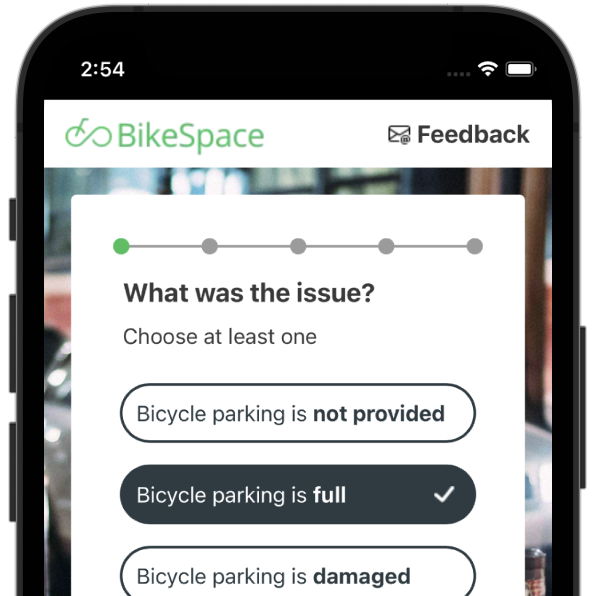 2:54
BikeSpace
Feedback
What was the issue?
Choose at least one
Bicycle parking is not provided
Bicycle parking is full
Bicycle parking is damaged